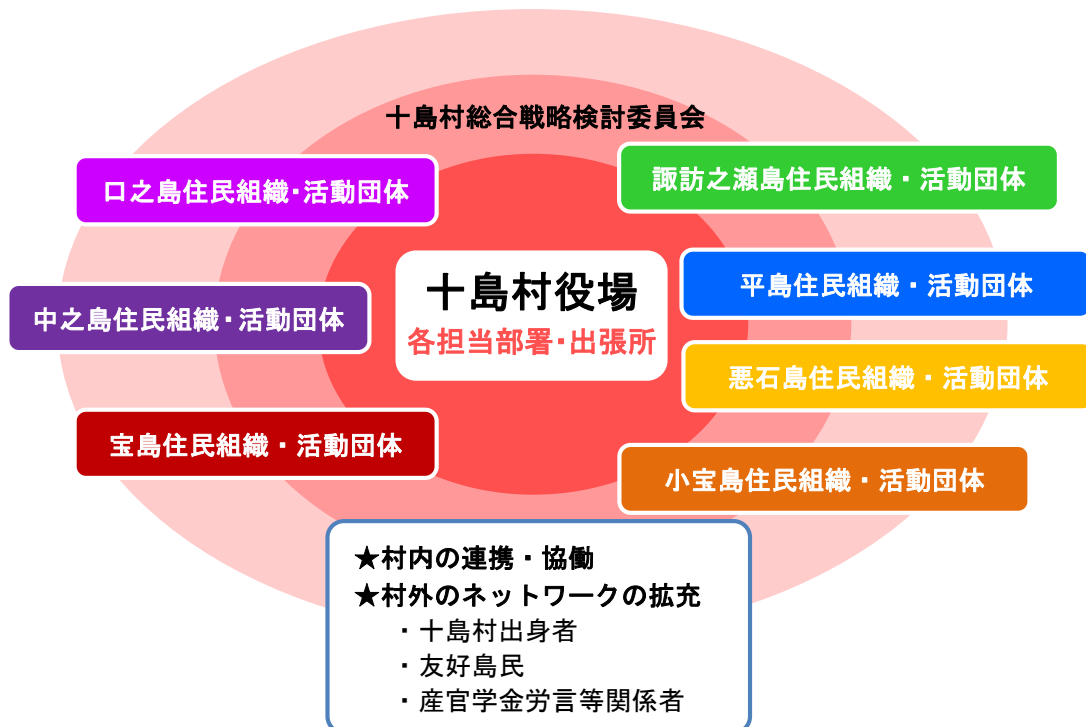 十島村総合戦略検討委員会
口之島住民組織・活動団体
諏訪之瀬島住民組織・活動団体
十島村役場
各担当部署・出張所
中之島住民組織・活動団体
平島住民組織・活動団体
悪石島住民組織・活動団体
宝島住民組織・活動団体
小宝島住民組織・活動団体
★村内の連携・協働
★村外のネットワークの拡充
・十島村出身者
・友好島民
・産官学金労言等関係者